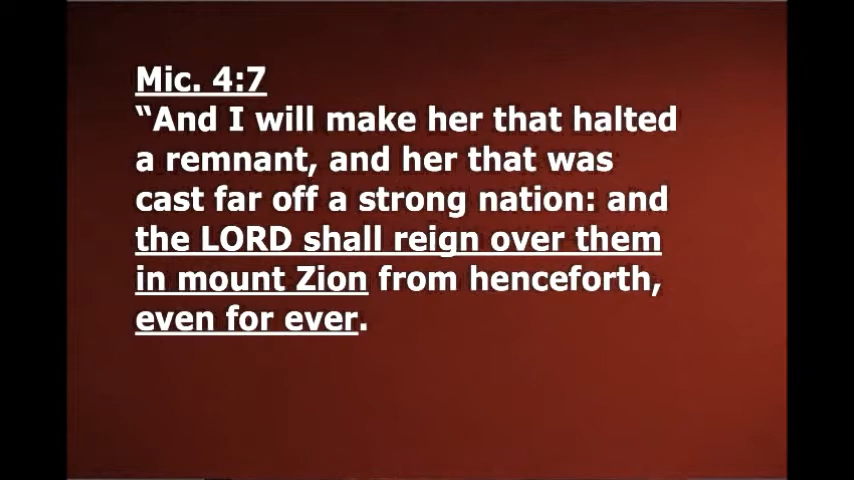 Mic. 4:7
“And I will make her that halted
a remnant, and her that was
cast far off a strong nation: and
the LORD shall reign over them
in mount Zion from henceforth,
even for ever.